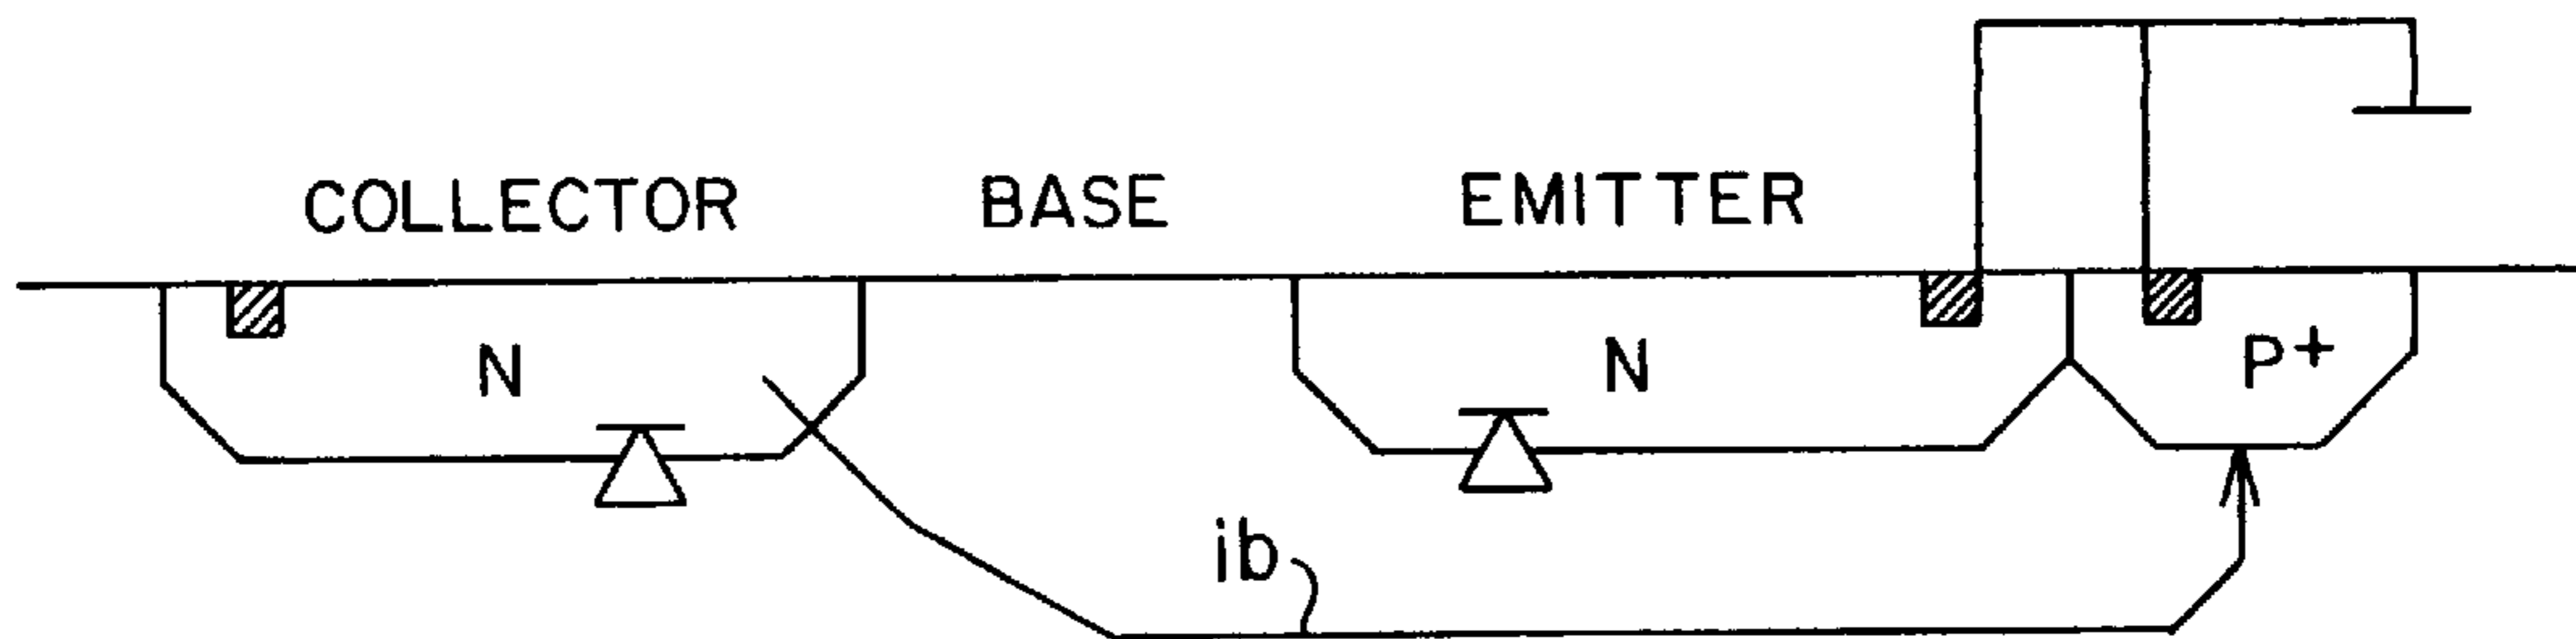 COLLECTOR BASE EMITTER
N N P+
ib